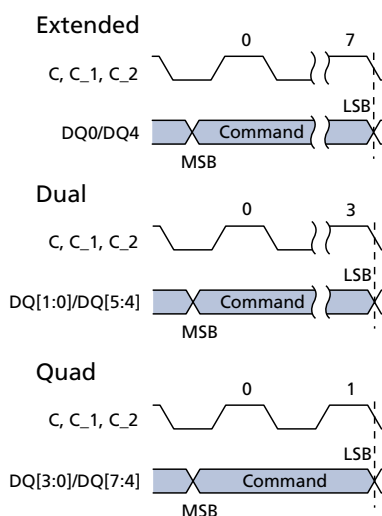 Extended
0 7
C, C_1, C_2
LSB
DQ0/DQ4 Command
MSB
Dual
0 3
C, C_1, C_2
LSB
DQ[1:0]/DQ[5:4] Command
MSB
Quad
0 1
C, C_1, C_2
LSB
DQ[3:0]/DQ[7:4] Command
MSB